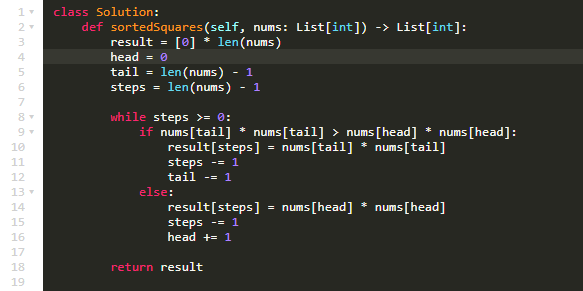 1 class Solution:
2     def sortedSquares(self, nums: List[int]) -> List[int]:
3         result = [0] * len(nums)
4         head = 0
5         tail = len(nums) - 1
6         steps = len(nums) - 1
7
8         while steps >= 0:
9             if nums[tail] * nums[tail] > nums[head] * nums[head]:
10                 result[steps] = nums[tail] * nums[tail]
11                 steps -= 1
12                 tail -= 1
13             else:
14                 result[steps] = nums[head] * nums[head]
15                 steps -= 1
16                 head += 1
17
18         return result
19